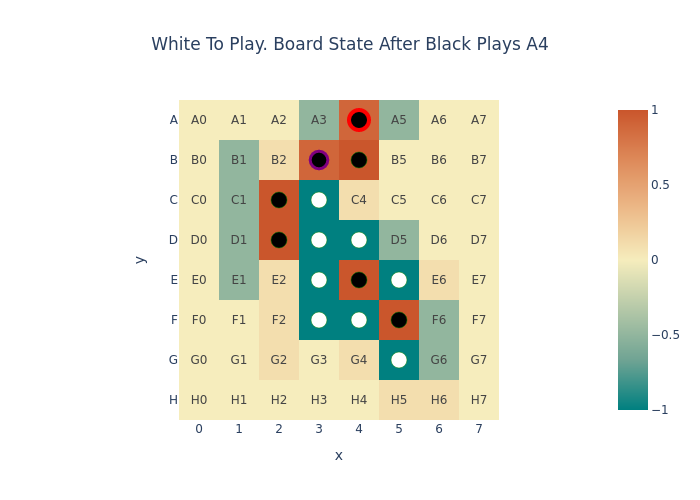 White To Play. Board State After Black Plays A4
A A0 A1 A2 A3 A5 A6 A7 1
B B0 B1 B2 B5 B6 B7
C C0 C1 C4 C5 C6 C7 0.5
D D0 D1 D5 D6 D7
y
E E0 E1 E2 E6 E7 0
F F0 F1 F2 F6 F7 −0.5
G G0 G1 G2 G3 G4 G6 G7
H H0 H1 H2 H3 H4 H5 H6 H7 −1
0 1 2 3 4 5 6 7
x